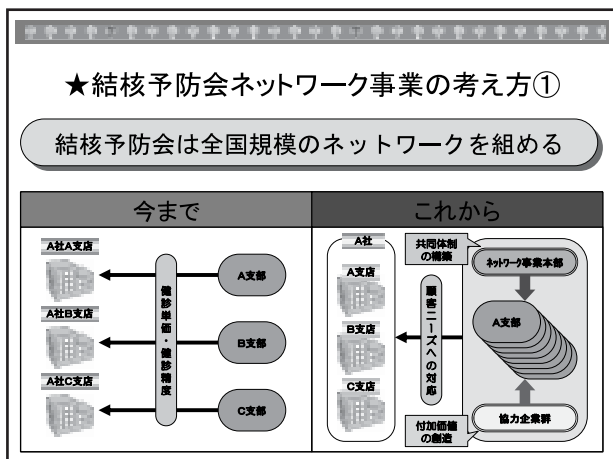 ★結核予防会ネットワーク事業の考え方①
結核予防会は全国規模のネットワークを組める
今まで
A社A支店
A社B支店
A社C支店
健診単価・健診精度
A支部
B支部
C支部
これから
A社
A支店
B支店
C支店
顧客ニーズへの対応
共同体制
の構築
ネットワーク事業本部
A支部
協力企業群
付加価値
の創造